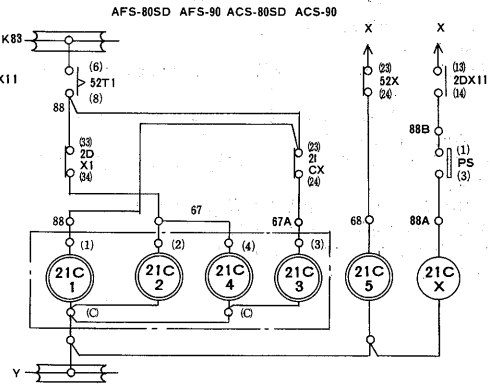 AFS-80SD AFS-90 ACS-80SD ACS-90
K83
X
X
(6)
52T1
(8)
X11
(23)
52X
(24)
(13)
2DX11
(14)
88
88B
(33)
2D
X1
(34)
(23)
2I
CX
(24)
(1)
PS
(3)
88
67
67A
68
88A
(1)
(2)
(4)
(3)
21C
1
21C
2
21C
4
21C
3
21C
5
21C
X
(C)
(C)
Y